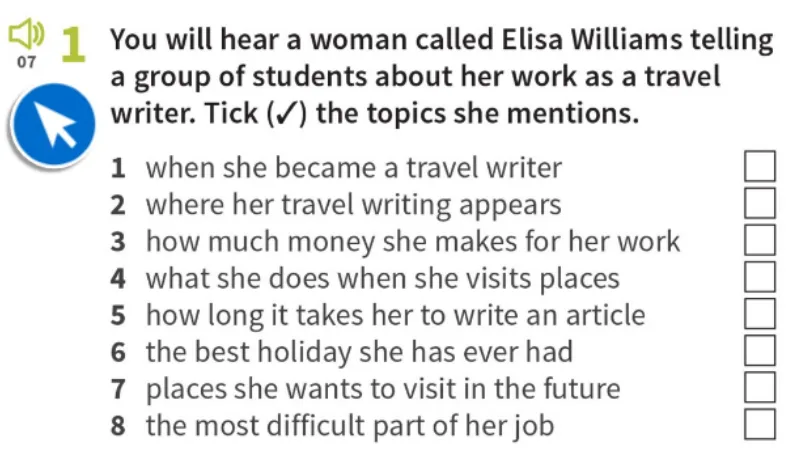 07
1 You will hear a woman called Elisa Williams telling
a group of students about her work as a travel
writer. Tick (✓) the topics she mentions.
1 when she became a travel writer
2 where her travel writing appears
3 how much money she makes for her work
4 what she does when she visits places
5 how long it takes her to write an article
6 the best holiday she has ever had
7 places she wants to visit in the future
8 the most difficult part of her job